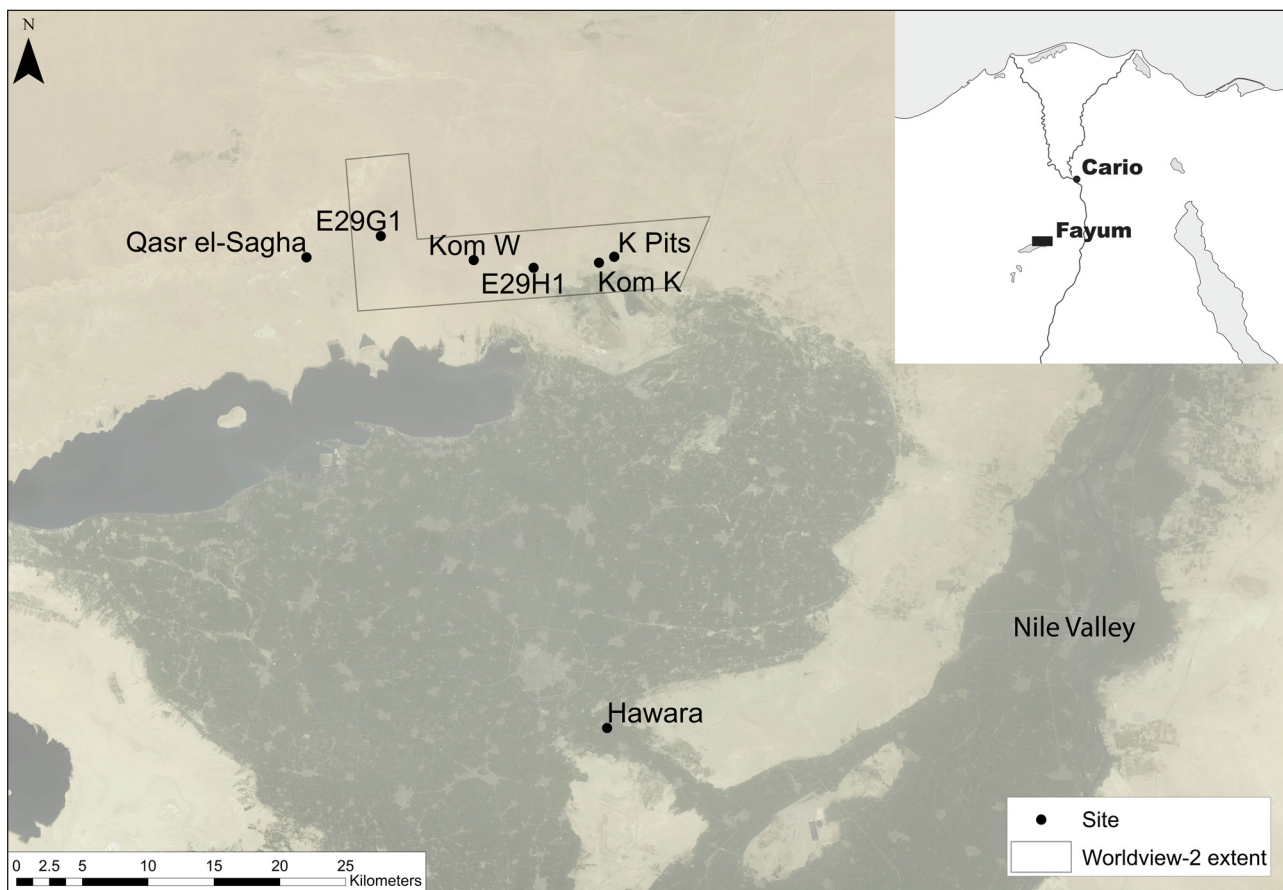 N
Cario
Fayum
E29G1
Qasr el-Sagha
Kom W
K Pits
E29H1
Kom K
Nile Valley
Hawara
Site
Worldview-2 extent
0 2.5 5 10 15 20 25
Kilometers